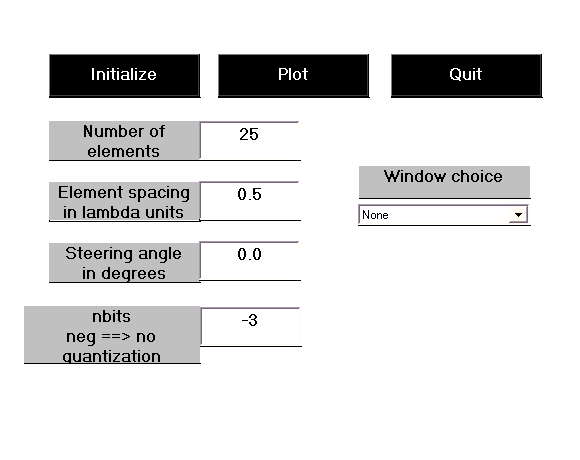 Initialize Plot Quit
Number of
elements
25
Window choice
None
Element spacing
in lambda units
0.5
Steering angle
in degrees
0.0
nbits
neg ==> no
quantization
-3